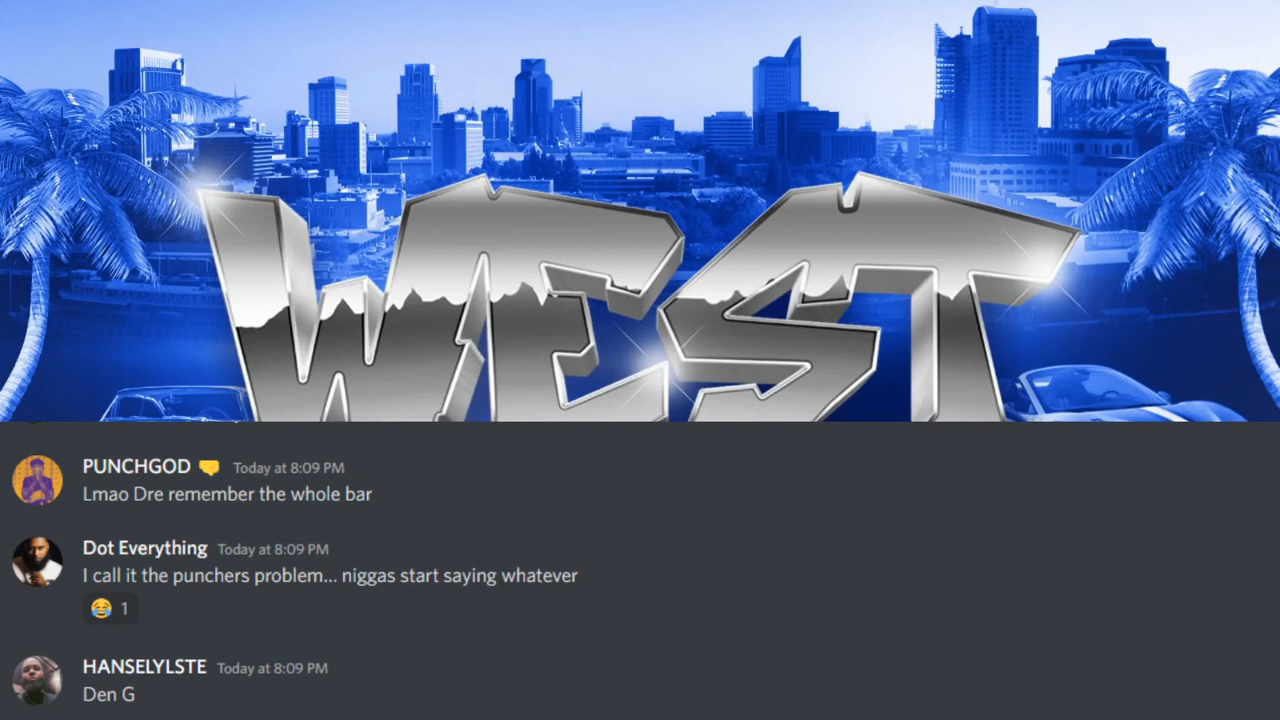 WEST
PUNCHGOD 🤜 Today at 8:09 PM
Lmao Dre remember the whole bar
Dot Everything Today at 8:09 PM
I call it the punchers problem... niggas start saying whatever
😂 1
HANSELYLSTE Today at 8:09 PM
Den G